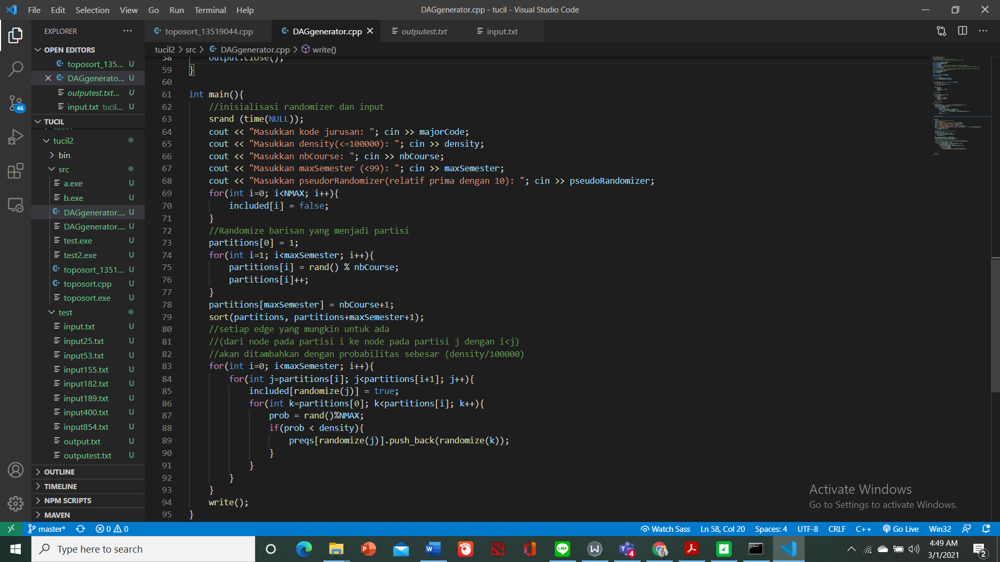 File Edit Selection View Go Run Terminal Help
DAGgenerator.cpp - tucil - Visual Studio Code
EXPLORER
OPEN EDITORS
toposort_135... U
DAGgenerato... U
outputest.txt... U
input.txt tucil... U
TUCIL
tucil2
bin
src
a.exe U
b.exe U
DAGgenerator.... U
DAGgenerator.... U
test.exe U
test2.exe U
toposort_1351... U
toposort.cpp U
toposort.exe U
test
input.txt U
input25.txt U
input53.txt U
input155.txt U
input182.txt U
input189.txt U
input400.txt U
input854.txt U
output.txt U
outputest.txt U
OUTLINE
TIMELINE
NPM SCRIPTS
MAVEN
46
toposort_13519044.cpp
DAGgenerator.cpp
outputest.txt
input.txt
tucil2 > src > DAGgenerator.cpp > write()
58 output.close();
59 }
60
61 int main(){
62 //inisialisasi randomizer dan input
63 srand (time(NULL));
64 cout << "Masukkan kode jurusan: "; cin >> majorCode;
65 cout << "Masukkan density(<=100000): "; cin >> density;
66 cout << "Masukkan nbCourse: "; cin >> nbCourse;
67 cout << "Masukkan maxSemester (<99): "; cin >> maxSemester;
68 cout << "Masukkan pseudorRandomizer(relatif prima dengan 10): "; cin >> pseudoRandomizer;
69 for(int i=0; i<NMAX; i++){
70 included[i] = false;
71 }
72 //Randomize barisan yang menjadi partisi
73 partitions[0] = 1;
74 for(int i=1; i<maxSemester; i++){
75 partitions[i] = rand() % nbCourse;
76 partitions[i]++;
77 }
78 partitions[maxSemester] = nbCourse+1;
79 sort(partitions, partitions+maxSemester+1);
80 //setiap edge yang mungkin untuk ada
81 //(dari node pada partisi i ke node pada partisi j dengan i<j)
82 //akan ditambahkan dengan probabilitas sebesar (density/100000)
83 for(int i=0; i<maxSemester; i++){
84 for(int j=partitions[i]; j<partitions[i+1]; j++){
85 included[randomize(j)] = true;
86 for(int k=partitions[0]; k<partitions[i]; k++){
87 prob = rand()%NMAX;
88 if(prob < density){
89 preqs[randomize(j)].push_back(randomize(k));
90 }
91 }
92 }
93 }
94 write();
95 }
Activate Windows
Go to Settings to activate Windows.
master* 0 0
Watch Sass Ln 58, Col 20 Spaces: 4 UTF-8 CRLF C++ Go Live Win32
Type here to search
4
4:49 AM
3/1/2021
2